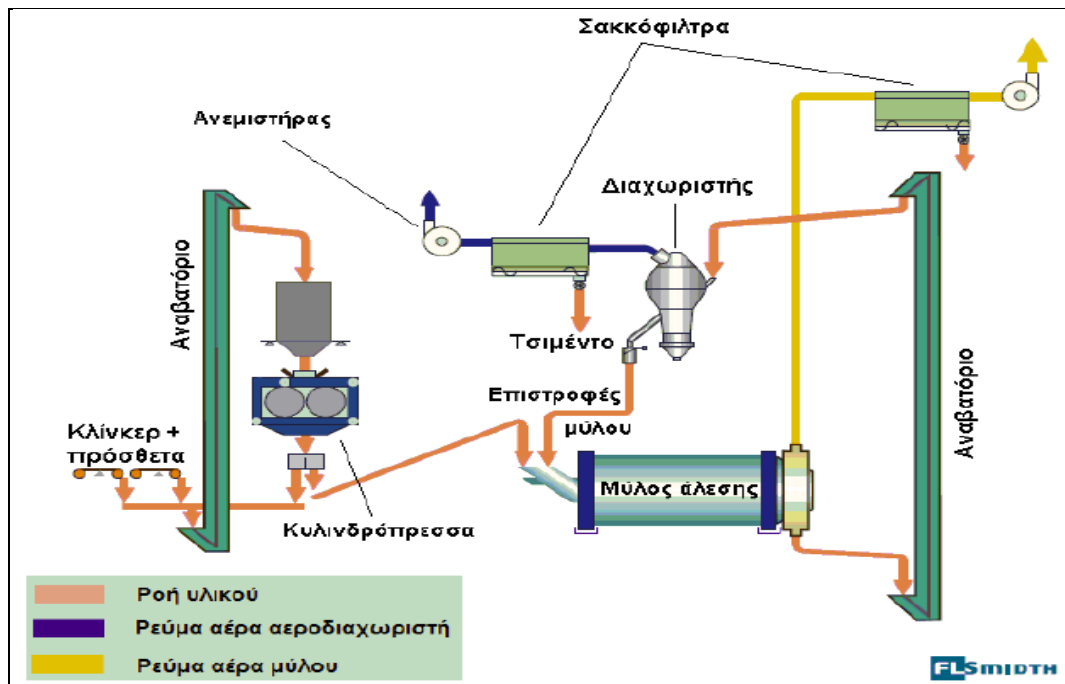 Σακκόφιλτρα
Ανεμιστήρας
Διαχωριστής
Αναβατόριο
Τσιμέντο
Επιστροφές
μύλου
Αναβατόριο
Κλίνκερ +
πρόσθετα
Μύλος άλεσης
Κυλινδρόπρεσσα
Ροή υλικού
Ρεύμα αέρα αεροδιαχωριστή
Ρεύμα αέρα μύλου
FLSMIDTH